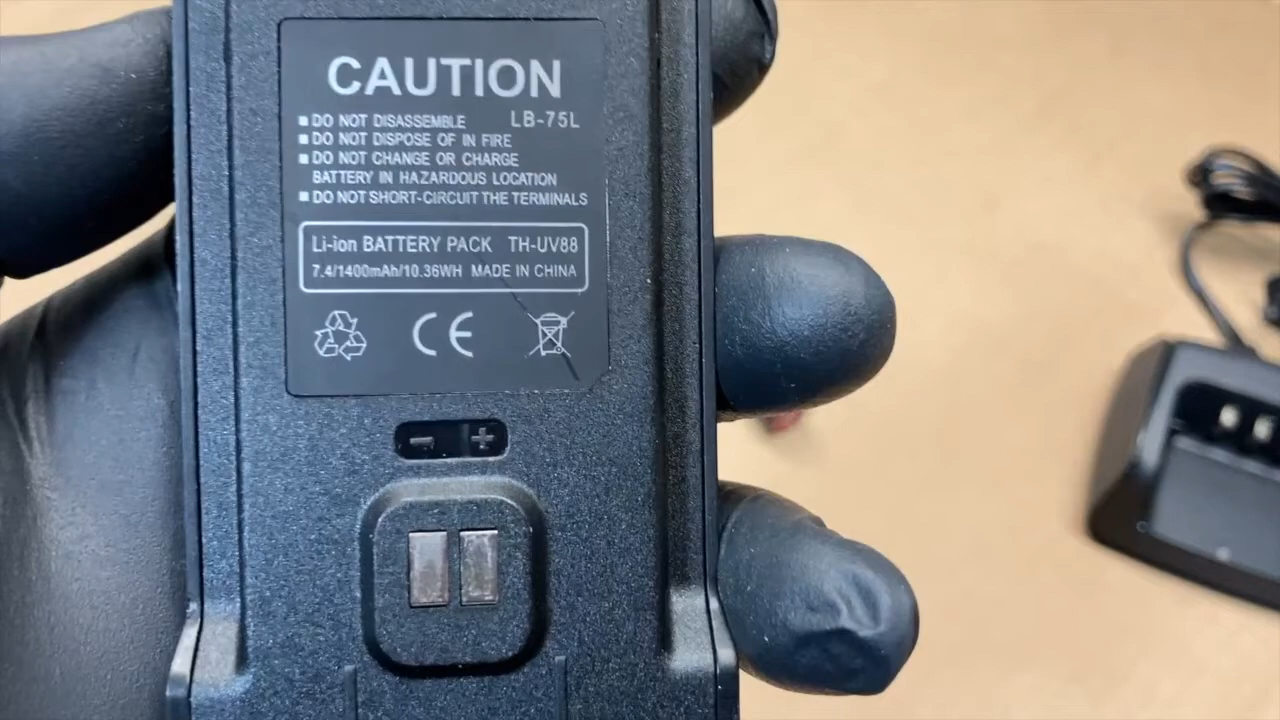 CAUTION
■ DO NOT DISASSEMBLE LB-75L
■ DO NOT DISPOSE OF IN FIRE
■ DO NOT CHANGE OR CHARGE
BATTERY IN HAZARDOUS LOCATION
■ DO NOT SHORT-CIRCUIT THE TERMINALS
Li-ion BATTERY PACK TH-UV88
7.4/1400mAh/10.36WH MADE IN CHINA
CE
- +